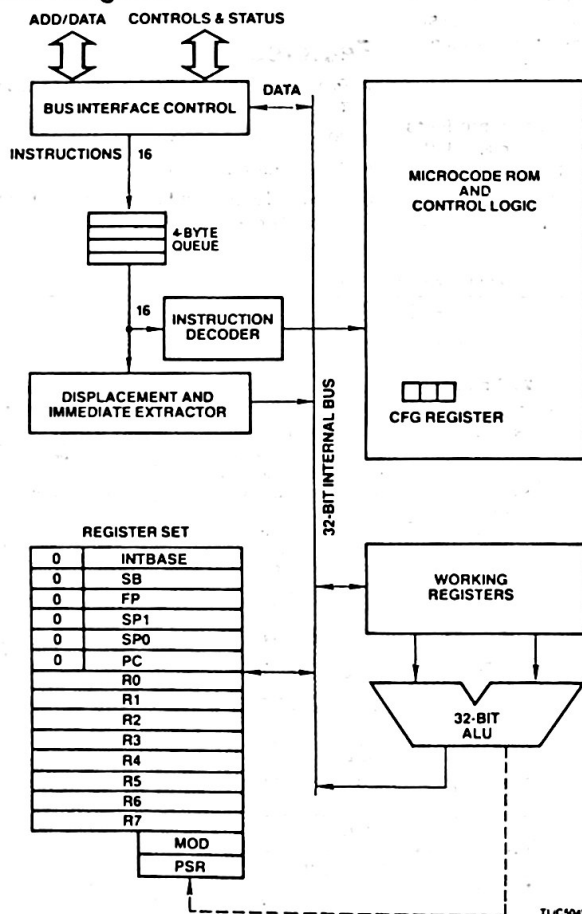 ADD/DATA
CONTROLS & STATUS
BUS INTERFACE CONTROL
DATA
INSTRUCTIONS
16
4-BYTE
QUEUE
MICROCODE ROM
AND
CONTROL LOGIC
16
INSTRUCTION
DECODER
DISPLACEMENT AND
IMMEDIATE EXTRACTOR
CFG REGISTER
32-BIT INTERNAL BUS
REGISTER SET
0 INTBASE
0 SB
0 FP
0 SP1
0 SP0
0 PC
R0
R1
R2
R3
R4
R5
R6
R7
MOD
PSR
WORKING
REGISTERS
32-BIT
ALU